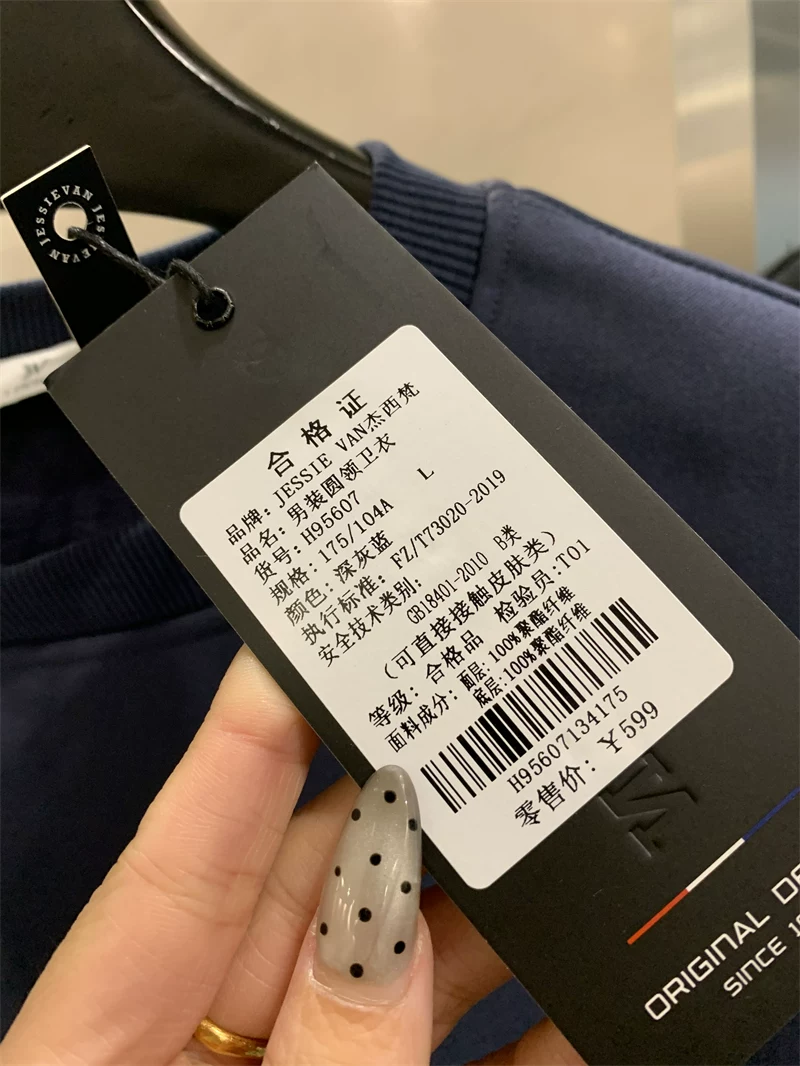 JESSIEVAN JESSIEVAN
合格证
品牌: JESSIE VAN杰西梵
品名: 男装圆领卫衣
货号: H95607
规格: 175/104A L
颜色: 深灰蓝
执行标准: FZ/T73020-2019
安全技术类别:
GB18401-2010 B类
(可直接接触皮肤类)
等级: 合格品 检验员:T01
面料成分: 面层:100%聚酯纤维
底层:100%聚酯纤维
H95607134175
零售价: ¥599
ORIGINAL
SINCE